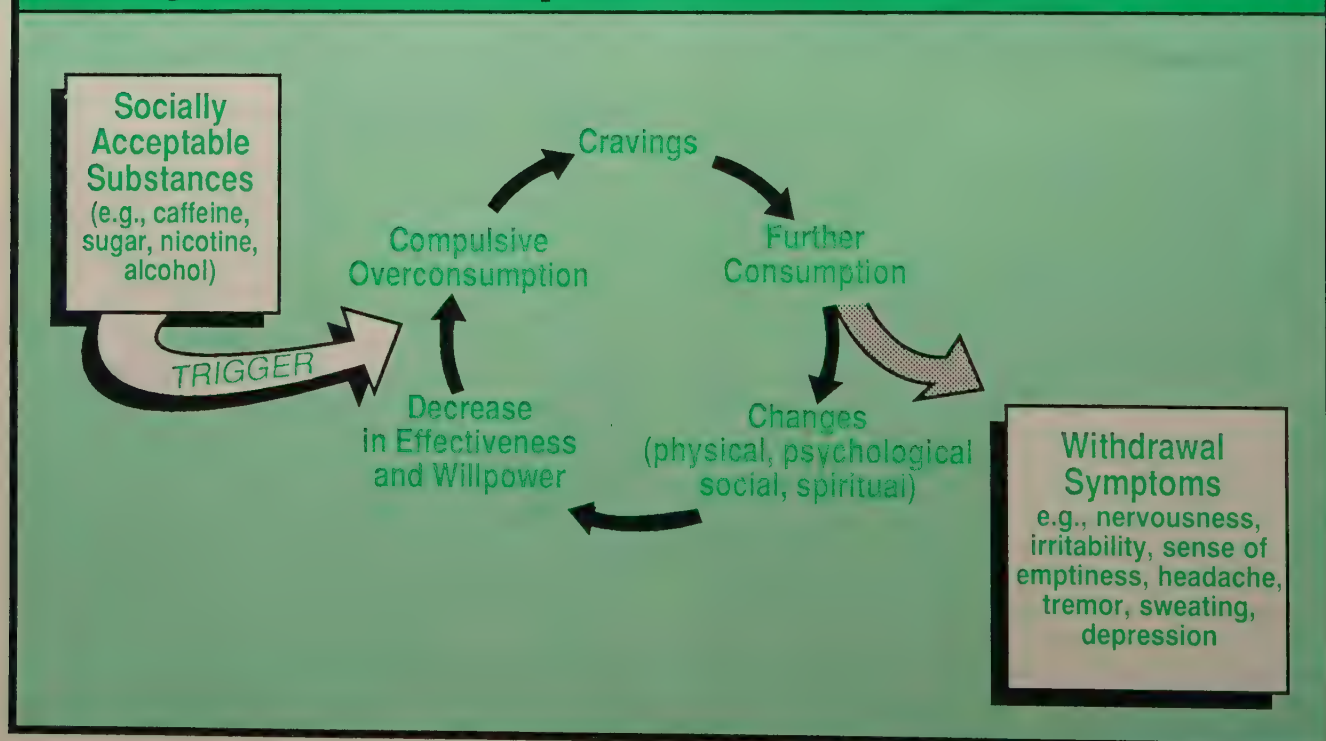 Socially
Acceptable
Substances
(e.g., caffeine,
sugar, nicotine,
alcohol)
TRIGGER
Cravings
Compulsive
Overconsumption
Further
Consumption
Decrease
in Effectiveness
and Willpower
Changes
(physical, psychological
social, spiritual)
Withdrawal
Symptoms
e.g., nervousness,
irritability, sense of
emptiness, headache,
tremor, sweating,
depression